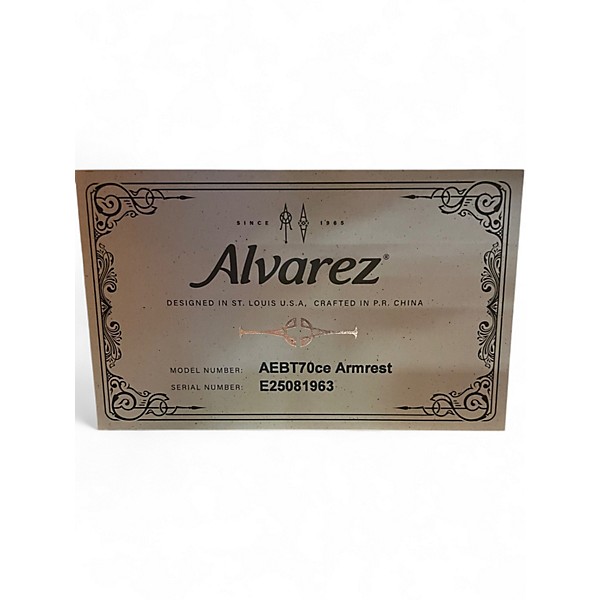 SINCE 1965
Alvarez®
DESIGNED IN ST. LOUIS U.S.A, CRAFTED IN P.R. CHINA
MODEL NUMBER: AEBT70ce Armrest
SERIAL NUMBER: E25081963